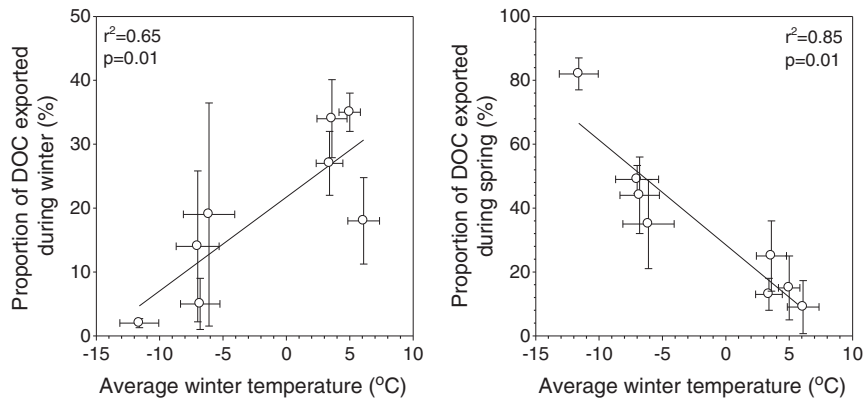 r²=0.65
p=0.01
Proportion of DOC exported
during winter (%)
50
40
30
20
10
0
-15 -10 -5 0 5 10
Average winter temperature (ºC)
r²=0.85
p=0.01
Proportion of DOC exported
during spring (%)
100
80
60
40
20
0
-15 -10 -5 0 5 10
Average winter temperature (ºC)